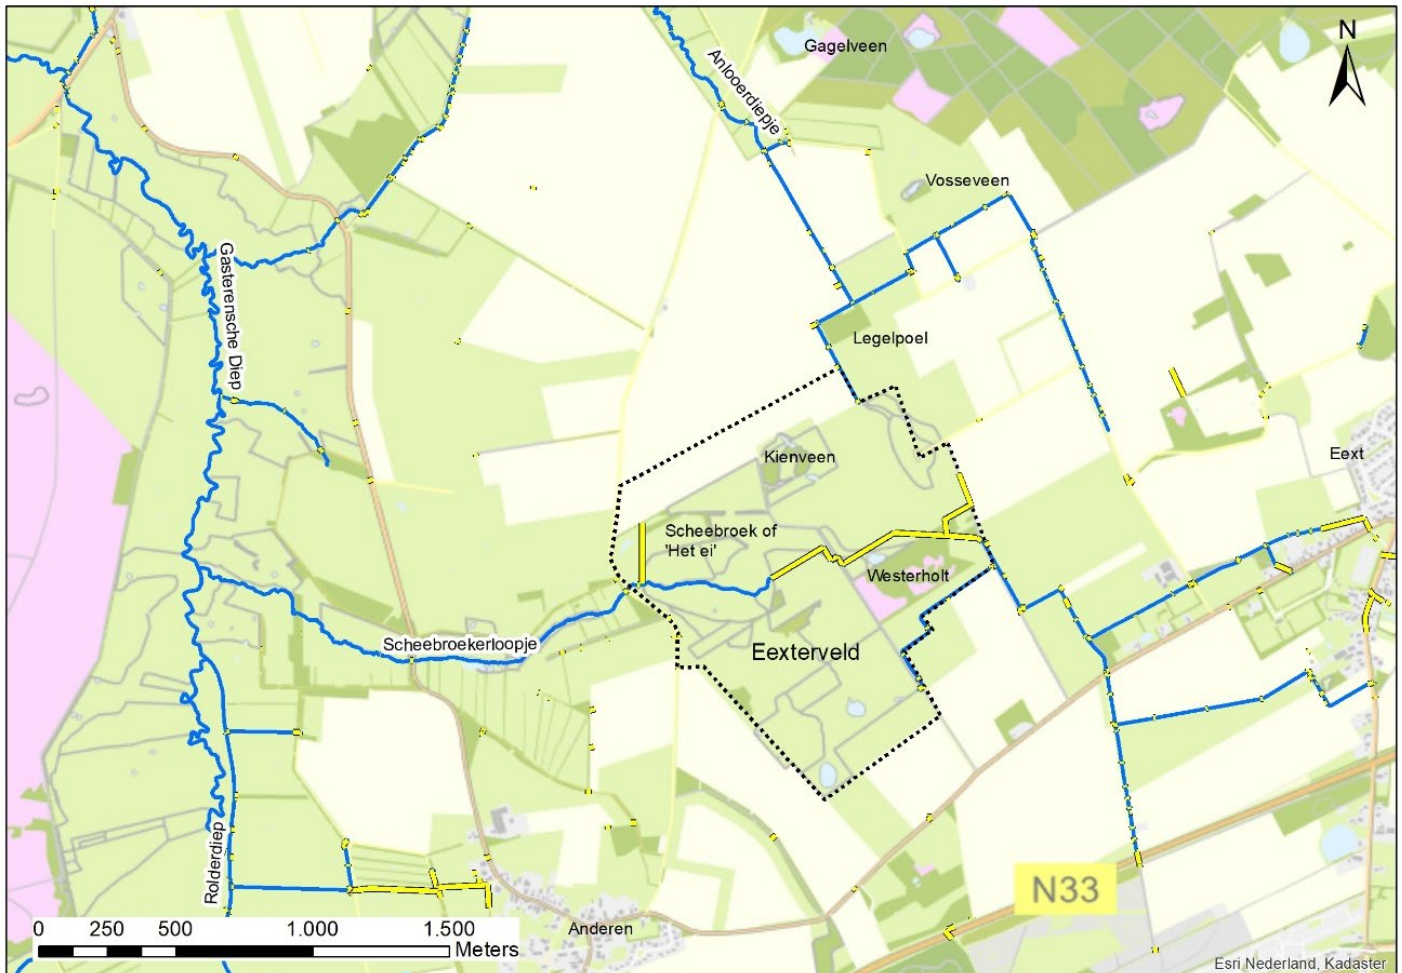 Gagelveen
N
Anlooerdiepje
Vosseveen
Gasterensche Diep
Legelpoel
Kienveen
Eext
Scheebroek of
'Het ei'
Westerholt
Scheebroekerloopje
Eexterveld
Rolderdiep
N33
0 250 500 1.000 1.500
Meters
Anderen
Esri Nederland, Kadaster